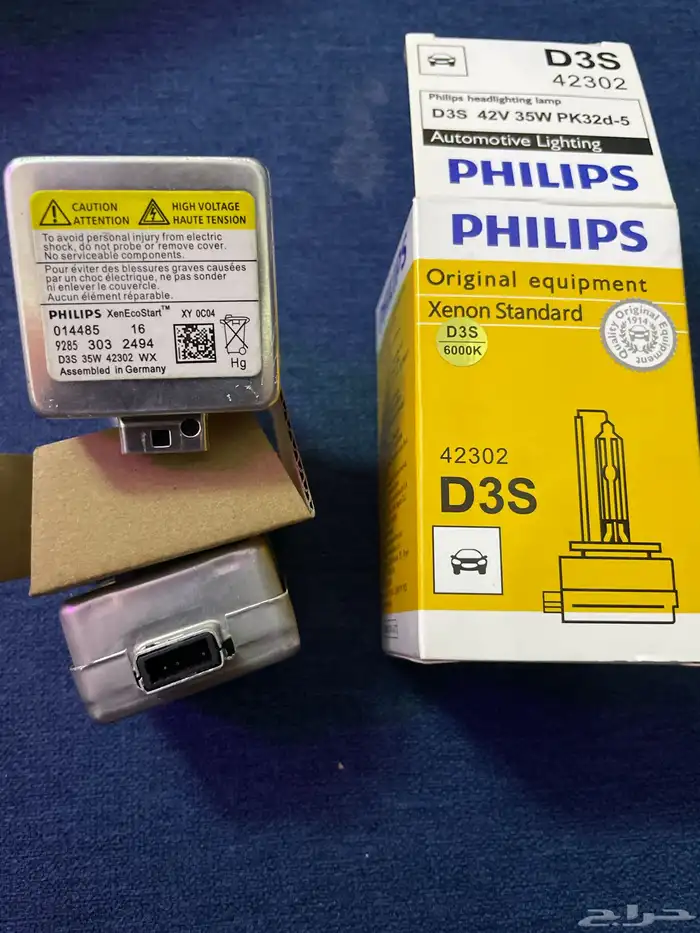 CAUTION
ATTENTION
HIGH VOLTAGE
HAUTE TENSION
To avoid personal injury from electric
shock, do not probe or remove cover.
No serviceable components.
Pour éviter des blessures graves causées
par un choc électrique, ne pas sonder
ni enlever le couvercle.
Aucun élément réparable.
PHILIPS XenEcoStart™ XY 0C04
014485 16
9285 303 2494
D3S 35W 42302 WX
Assembled in Germany
Hg
D3S
42302
Philips headlighting lamp
D3S 42V 35W PK32d-5
Automotive Lighting
PHILIPS
PHILIPS
Original equipment
Xenon Standard
D3S
6000K
Quality Original Equipment
1914
42302
D3S
حراج